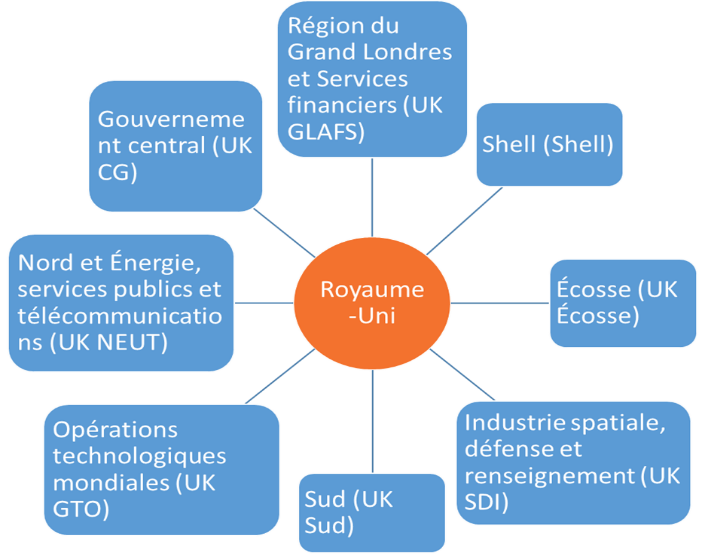 Région du
Grand Londres
et Services
financiers (UK
GLAFS)
Shell (Shell)
Écosse (UK
Écosse)
Industrie spatiale,
défense et
renseignement (UK
SDI)
Sud (UK
Sud)
Opérations
technologiques
mondiales (UK
GTO)
Nord et Énergie,
services publics et
télécommunicatio
ns (UK NEUT)
Gouverneme
nt central (UK
CG)
Royaume
-Uni